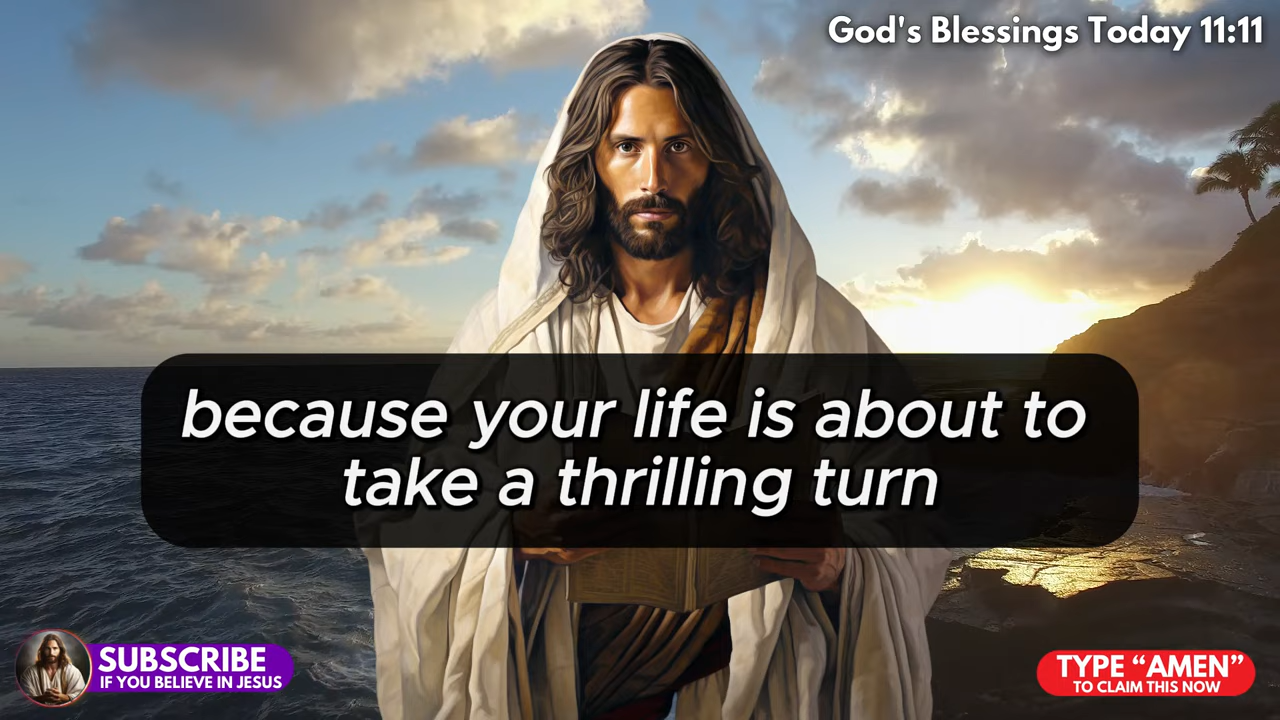 God's Blessings Today 11:11
because your life is about to
take a thrilling turn
SUBSCRIBE
IF YOU BELIEVE IN JESUS
TYPE “AMEN”
TO CLAIM THIS NOW